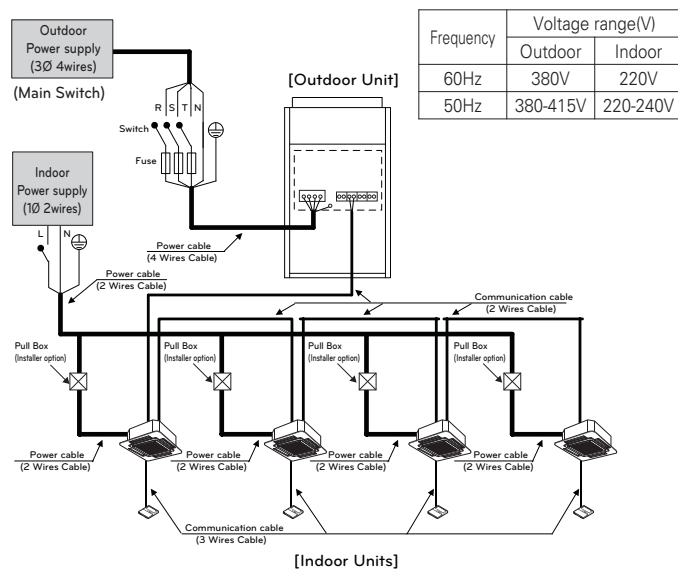 Outdoor
Power supply
(3Ø 4wires)
(Main Switch)
R S T N
Switch
Fuse
[Outdoor Unit]
Frequency
Voltage range(V)
Outdoor
Indoor
60Hz
380V
220V
50Hz
380-415V
220-240V
Indoor
Power supply
(1Ø 2wires)
L
N
Power cable
(4 Wires Cable)
Power cable
(2 Wires Cable)
Communication cable
(2 Wires Cable)
Pull Box
(Installer option)
Pull Box
(Installer option)
Pull Box
(Installer option)
Pull Box
(Installer option)
Power cable
(2 Wires Cable)
Power cable
(2 Wires Cable)
Power cable
(2 Wires Cable)
Power cable
(2 Wires Cable)
Communication cable
(3 Wires Cable)
[Indoor Units]